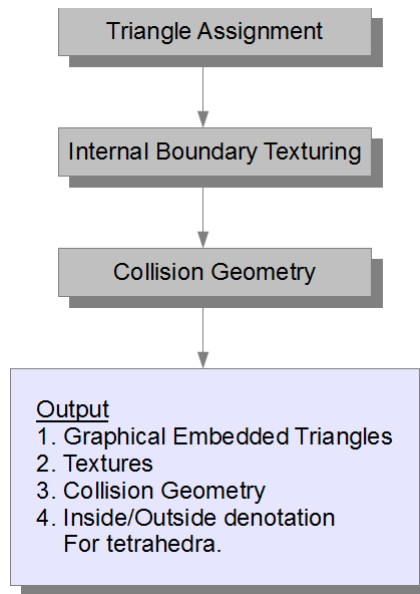 Triangle Assignment
Internal Boundary Texturing
Collision Geometry
Output
1. Graphical Embedded Triangles
2. Textures
3. Collision Geometry
4. Inside/Outside denotation
For tetrahedra.